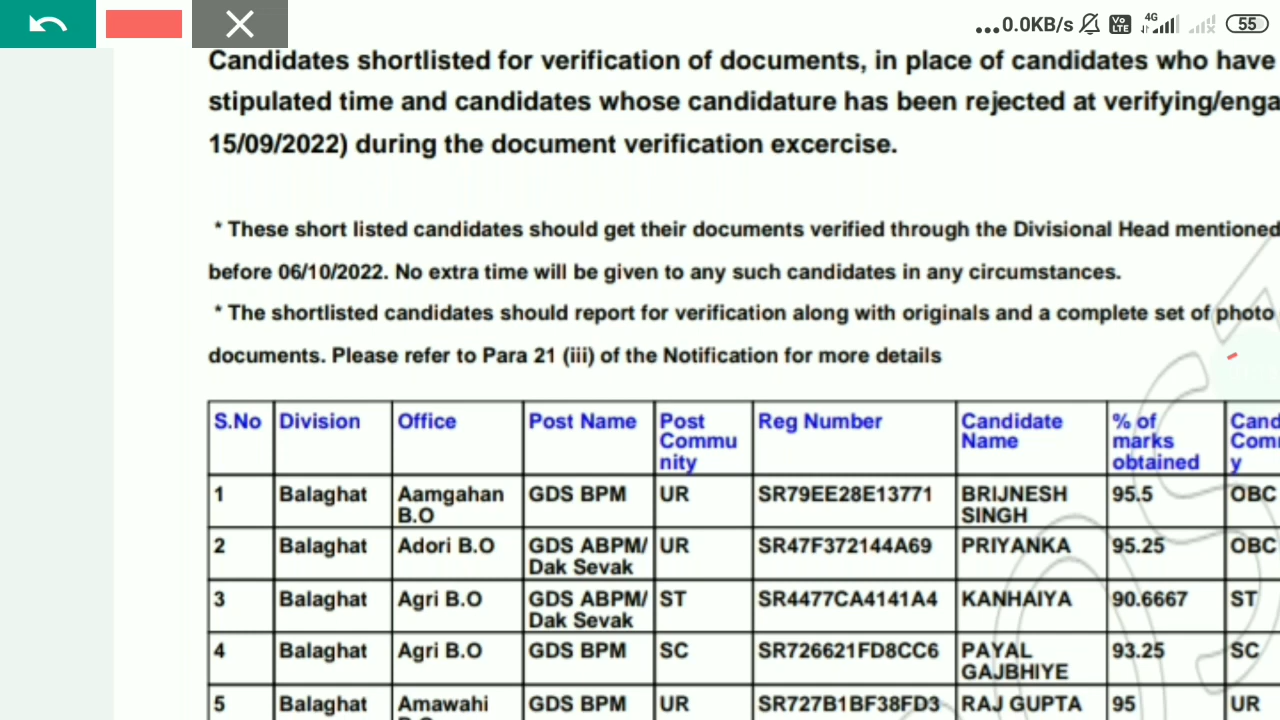 ...0.0KB/s Vo LTE 4G 55
Candidates shortlisted for verification of documents, in place of candidates who have
stipulated time and candidates whose candidature has been rejected at verifying/enga
15/09/2022) during the document verification excercise.
* These short listed candidates should get their documents verified through the Divisional Head mentioned
before 06/10/2022. No extra time will be given to any such candidates in any circumstances.
* The shortlisted candidates should report for verification along with originals and a complete set of photo
documents. Please refer to Para 21 (iii) of the Notification for more details
S.No Division Office Post Name Post Reg Number Candidate % of Cand
Commu Name marks Com
nity obtained y
1 Balaghat Aamgahan GDS BPM UR SR79EE28E13771 BRIJNESH 95.5 OBC
B.O SINGH
2 Balaghat Adori B.O GDS ABPM/ UR SR47F372144A69 PRIYANKA 95.25 OBC
Dak Sevak
3 Balaghat Agri B.O GDS ABPM/ ST SR4477CA4141A4 KANHAIYA 90.6667 ST
Dak Sevak
4 Balaghat Agri B.O GDS BPM SC SR726621FD8CC6 PAYAL 93.25 SC
GAJBHIYE
5 Balaghat Amawahi GDS BPM UR SR727B1BF38FD3 RAJ GUPTA 95 UR